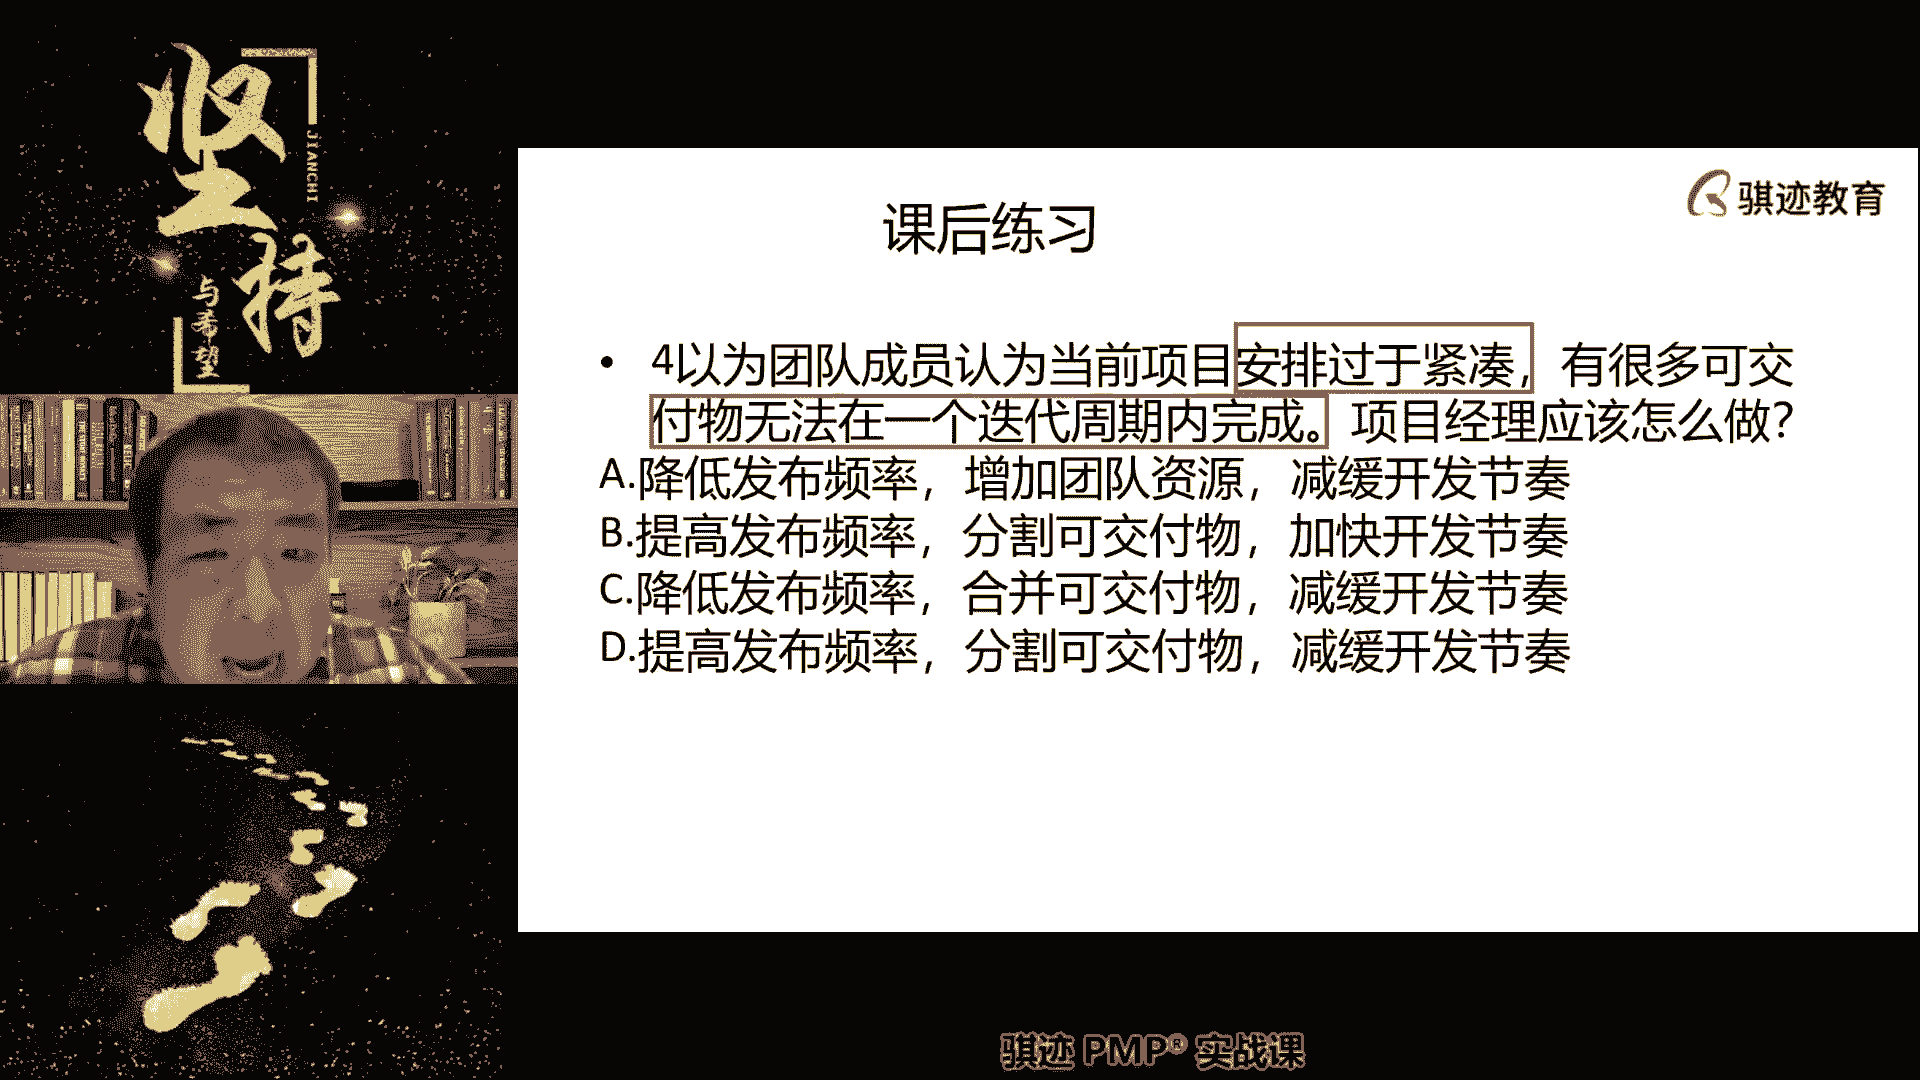 坚持
JIANCHI
与希望
骐迹教育
课后练习
• 4以为团队成员认为当前项目安排过于紧凑，有很多可交
付物无法在一个迭代周期内完成。项目经理应该怎么做？
A.降低发布频率，增加团队资源，减缓开发节奏
B.提高发布频率，分割可交付物，加快开发节奏
C.降低发布频率，合并可交付物，减缓开发节奏
D.提高发布频率，分割可交付物，减缓开发节奏
骐迹 PMP® 实战课